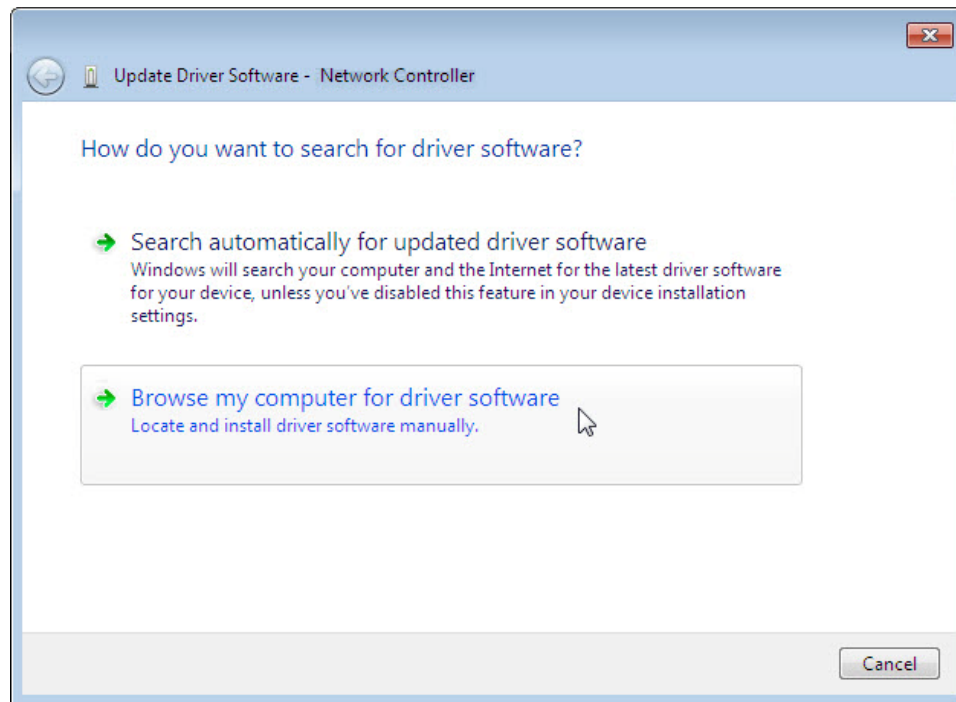 Update Driver Software - Network Controller
How do you want to search for driver software?
Search automatically for updated driver software
Windows will search your computer and the Internet for the latest driver software
for your device, unless you've disabled this feature in your device installation
settings.
Browse my computer for driver software
Locate and install driver software manually.
Cancel